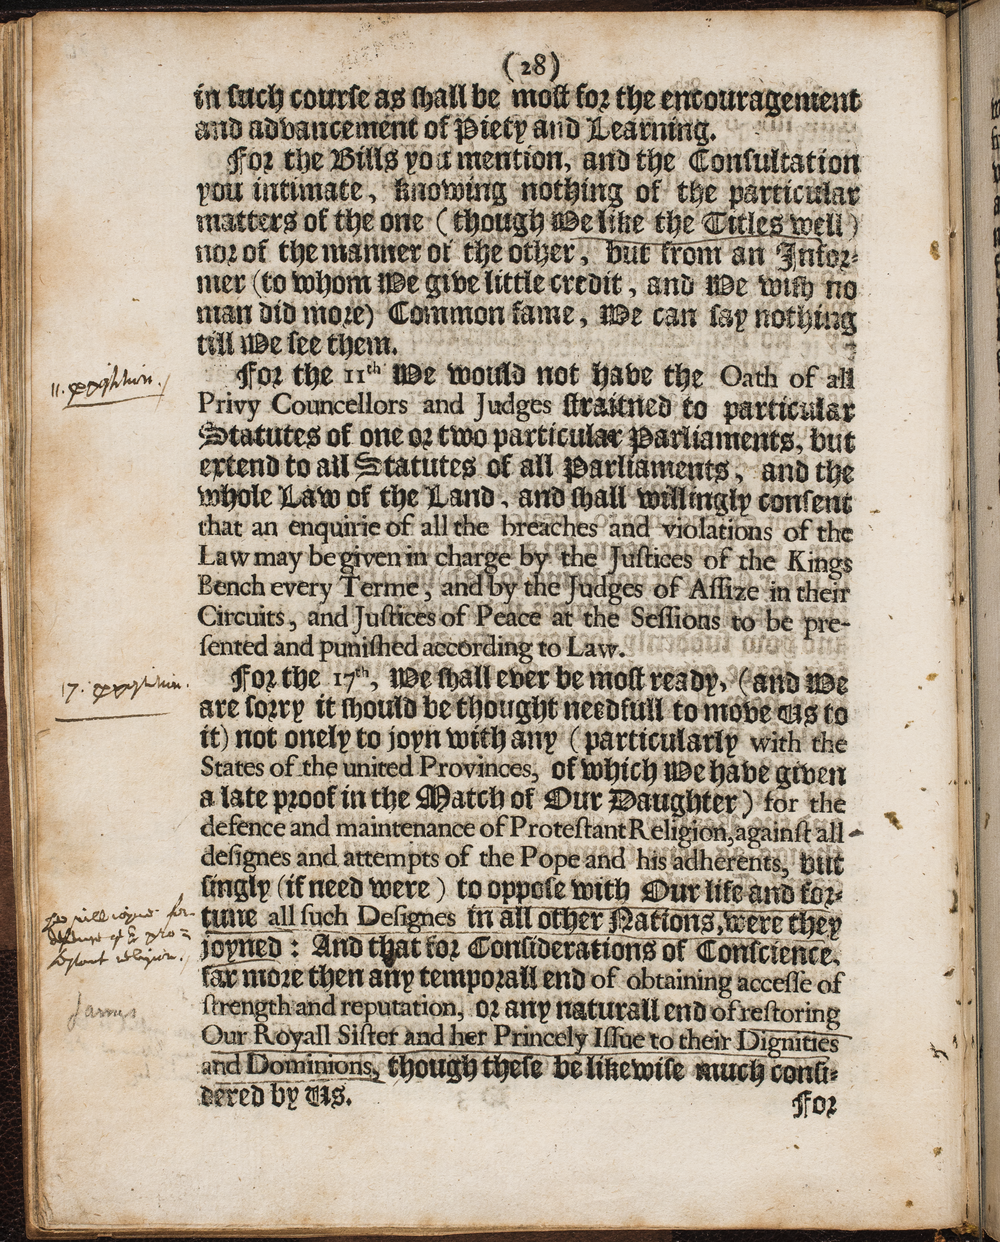 (28)
in ſuch courſe as ſhall be moſt for the encouragement
and advancement of Piety and Learning.
For the Bills you mention, and the Conſultation
you intimate, knowing nothing of the particular
matters of the one (though We like the Titles well)
nor of the manner of the other, but from an Infor-
mer (to whom We give little credit, and We wiſh no
man did more) Common fame, We can ſay nothing
till We ſee them.
11.
For the 11th We would not have the Oath of all
Privy Councellors and Judges ſtraitned to particular
Statutes of one or two particular Parliaments, but
extend to all Statutes of all Parliaments, and the
whole Law of the Land, and ſhall willingly conſent
that an enquirie of all the breaches and violations of the
Law may be given in charge by the Juſtices of the Kings
Bench every Terme, and by the Judges of Aſſize in their
Circuits, and Juſtices of Peace at the Seſſions to be pre-
ſented and puniſhed according to Law.
17.
For the 17th, We ſhall ever be moſt ready, (and We
are ſorry it ſhould be thought needfull to move Us to
it) not onely to joyn with any (particularly with the
States of the united Provinces, of which We have given
a late proof in the Match of Our Daughter) for the
defence and maintenance of Proteſtant Religion, againſt all
deſignes and attempts of the Pope and his adherents, but
ſingly (if need were) to oppoſe with Our life and for-
tune all ſuch Deſignes in all other Nations, were they
joyned: And that for Conſiderations of Conſcience,
far more then any temporall end of obtaining acceſſe of
ſtrength and reputation, or any naturall end of reſtoring
Our Royall Siſter and her Princely Iſſue to their Dignities
and Dominions, though theſe be likewiſe much conſi-
dered by Us.
For